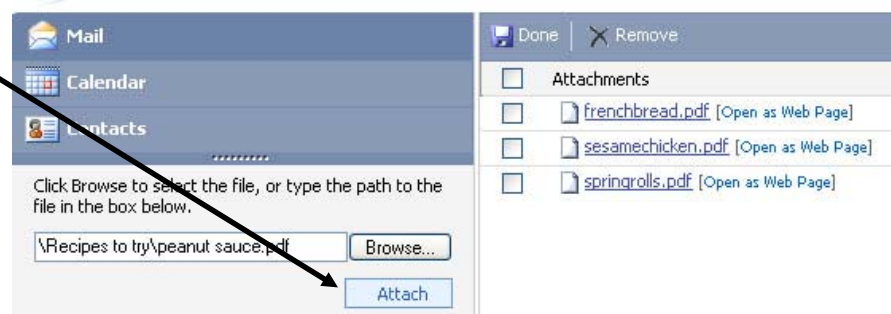 Mail
Calendar
Contacts
Click Browse to select the file, or type the path to the
file in the box below.
\Recipes to try\peanut sauce.pdf Browse...
Attach
Done Remove
Attachments
frenchbread.pdf [Open as Web Page]
sesamechicken.pdf [Open as Web Page]
springrolls.pdf [Open as Web Page]